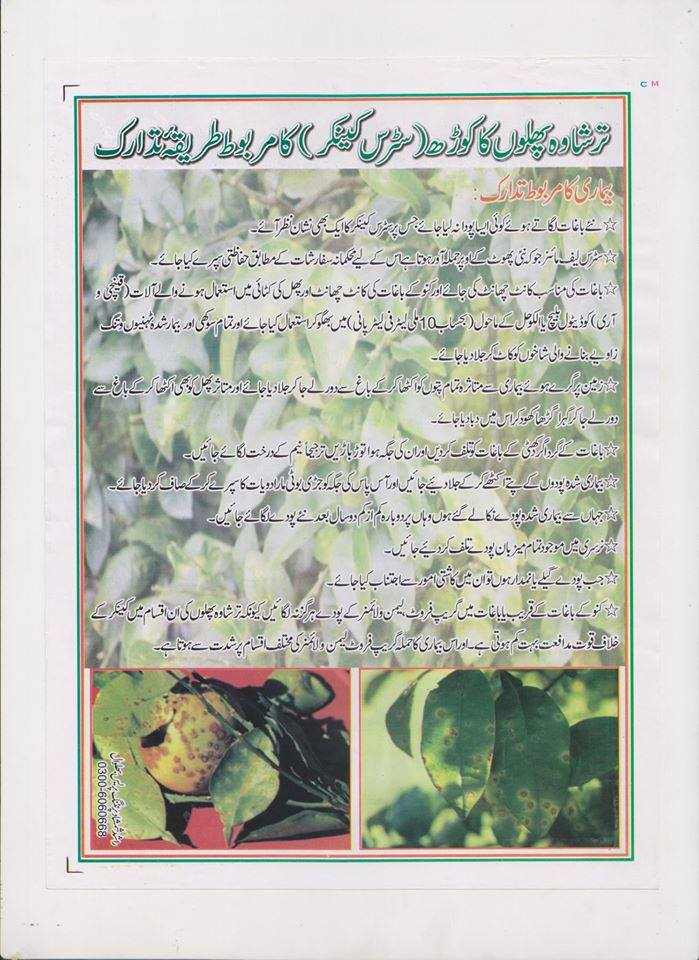 C M
ترشاوہ پھلوں کا کوڑھ (سٹرس کینکر) کا مربوط طریقۂ تدارک
بیماری کا مربوط تدارک:
☆ نئے باغات لگاتے ہوئے کوئی ایسا پودا نہ لیا جائے جس پر سٹرس کینکر کا ایک بھی نشان نظر آئے۔
☆ سٹرس لیف مائنر جو کہ نئی پھوٹ کے اوپر حملہ آور ہوتا ہے اس کے لیے محکمانہ سفارشات کے مطابق حفاظتی سپرے کیا جائے۔
☆ باغات کی مناسب کانٹ چھانٹ کی جائے اور کنو کے باغات کی کانٹ چھانٹ اور پھل کی کٹائی میں استعمال ہونے والے آلات (قینچی و
آری) کو ڈیٹول بلیچ یا الکوحل کے ماحول (بحساب 10 ملی لیٹر فی لیٹر پانی) میں بھگو کر استعمال کیا جائے اور تمام سوکھی اور بیمار شدہ ٹہنیوں و تنگ
زاویے بنانے والی شاخوں کو کاٹ کر جلا دیا جائے۔
☆ زمین پر گرے ہوئے بیماری سے متاثرہ تمام پتوں کو اکٹھا کر کے باغ سے دور لے جا کر جلا دیا جائے اور متاثر پھل کو بھی اکٹھا کر کے باغ سے
دور لے جا کر گہرا گڑھا کھود کر اس میں دبا دیا جائے۔
☆ باغات کے گرد اگر کھٹی کے باغات کو تلف کر دیں اور ان کی جگہ ہوا توڑ باڑیں ترجیحاً نیم کے درخت لگائے جائیں۔
☆ بیماری شدہ پودوں کے پتے اکٹھے کر کے جلا دیے جائیں اور آس پاس کی جگہ کو جڑی بوٹی مار ادویات کا سپرے کر کے صاف کر دیا جائے۔
☆ جہاں سے بیماری شدہ پودے نکالے گئے ہوں وہاں پر دوبارہ کم از کم دو سال بعد نئے پودے لگائے جائیں۔
☆ نرسری میں موجود تمام میزبان پودے تلف کر دیے جائیں۔
☆ جب پودے گیلے یا نمدار ہوں تو ان میں کاشتی امور سے اجتناب کیا جائے۔
☆ کنو کے باغات کے قریب یا باغات میں گریپ فروٹ، لیمن و لائمز کے پودے ہرگز نہ لگائیں کیونکہ ترشاوہ پھلوں کی ان اقسام میں کینکر کے
خلاف قوت مدافعت بہت کم ہوتی ہے۔ اور اس بیماری کا حملہ گریپ فروٹ لیمن و لائمز کی مختلف اقسام پر شدت سے ہوتا ہے۔
0300-6060668